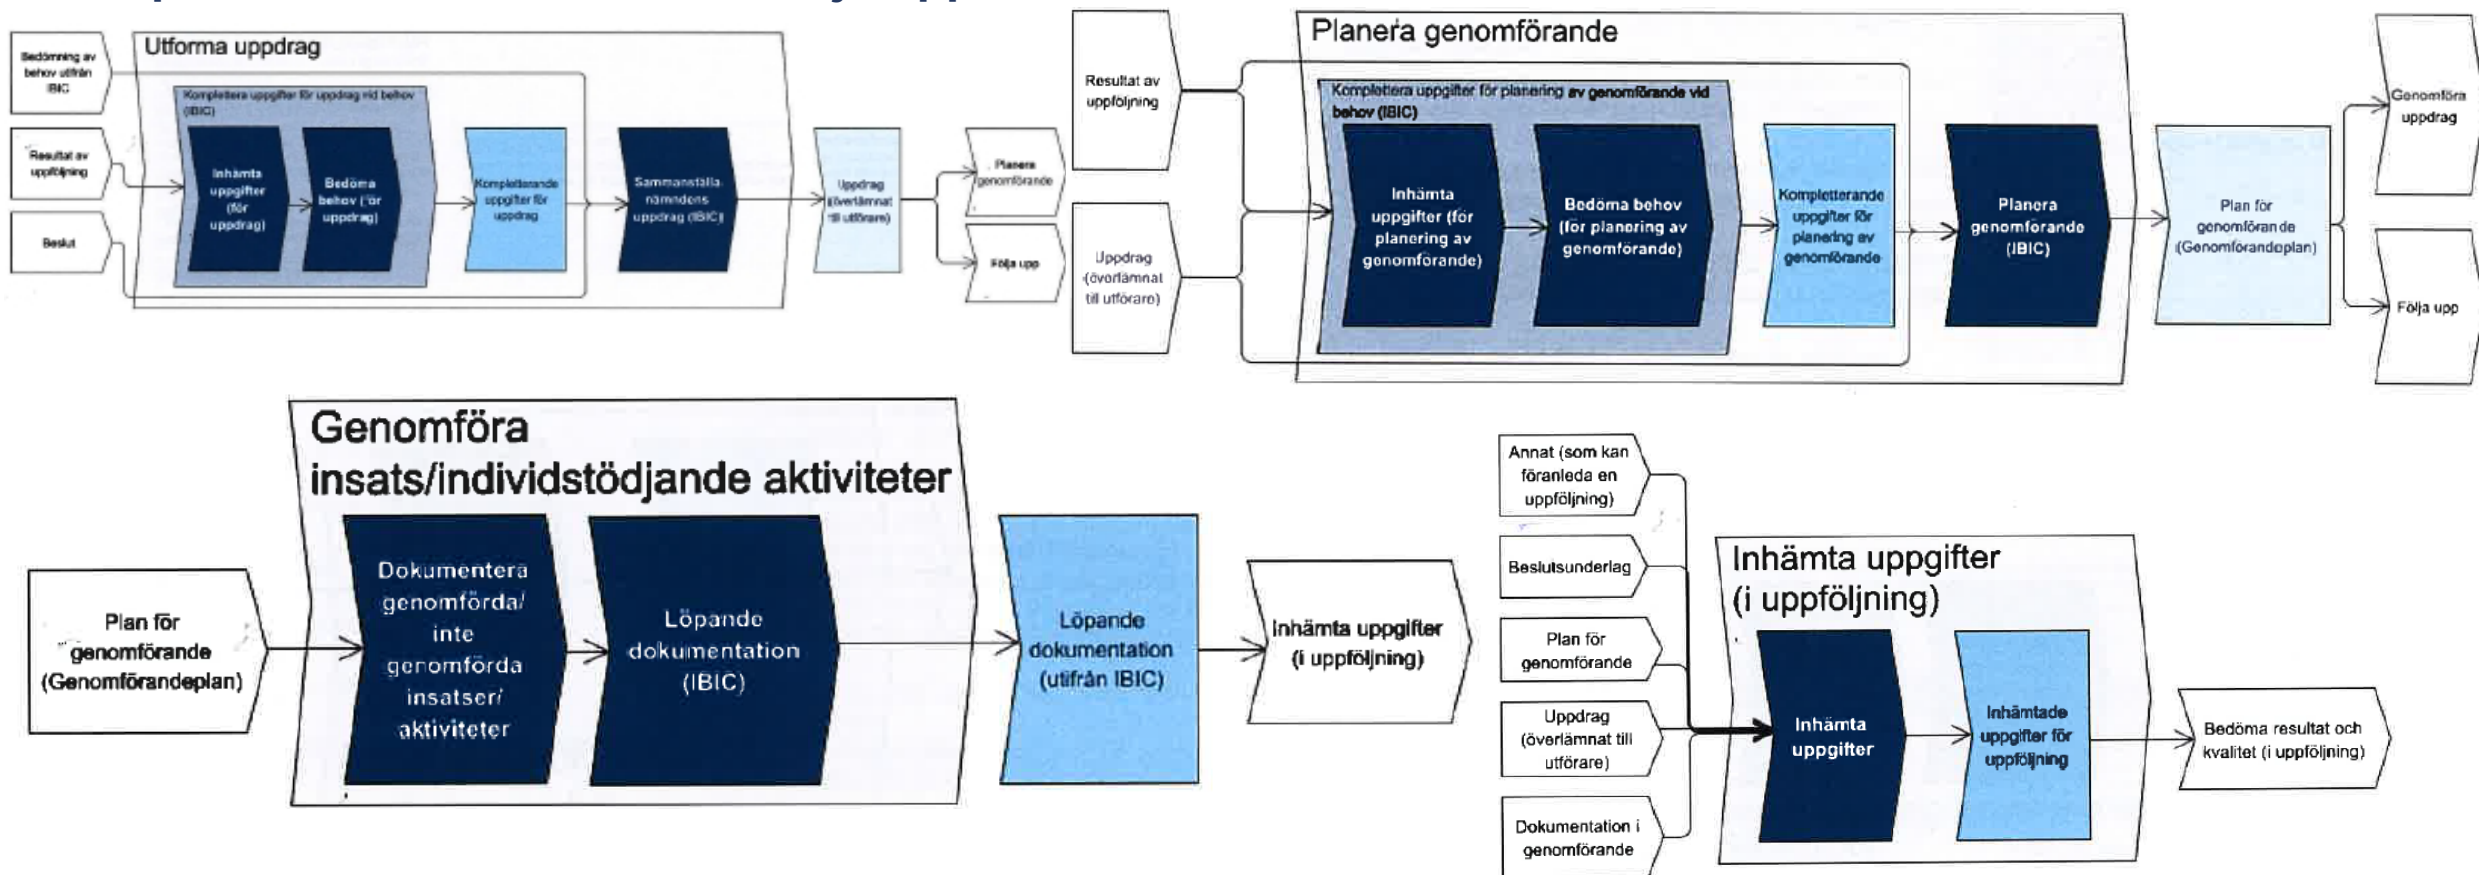 Utforma uppdrag
Bedömning av
behov utifrån
IBIC
Resultat av
uppföljning
Beslut
Komplettera uppgifter för uppdrag vid behov
(IBIC)
Inhämta
uppgifter
(för
uppdrag)
Bedöma
behov (för
uppdrag)
Kompletterande
uppgifter för
uppdrag
Sammanställa
nämndens
uppdrag (IBIC)
Uppdrag
(överlämnat
till utförare)
Planera
genomförande
Följa upp
Planera genomförande
Resultat av
uppföljning
Uppdrag
(överlämnat
till utförare)
Komplettera uppgifter för planering av genomförande vid
behov (IBIC)
Inhämta
uppgifter (för
planering av
genomförande)
Bedöma behov
(för planering av
genomförande)
Kompletterande
uppgifter för
planering av
genomförande
Planera
genomförande
(IBIC)
Plan för
genomförande
(Genomförandeplan)
Genomföra
uppdrag
Följa upp
Genomföra
insats/individstödjande aktiviteter
Plan för
genomförande
(Genomförandeplan)
Dokumentera
genomförda/
inte
genomförda
insatser/
aktiviteter
Löpande
dokumentation
(IBIC)
Löpande
dokumentation
(utifrån IBIC)
Inhämta uppgifter
(i uppföljning)
Annat (som kan
föranleda en
uppföljning)
Beslutsunderlag
Plan för
genomförande
Uppdrag
(överlämnat till
utförare)
Dokumentation i
genomförande
Inhämta uppgifter
(i uppföljning)
Inhämta
uppgifter
Inhämtade
uppgifter för
uppföljning
Bedöma resultat och
kvalitet (i uppföljning)